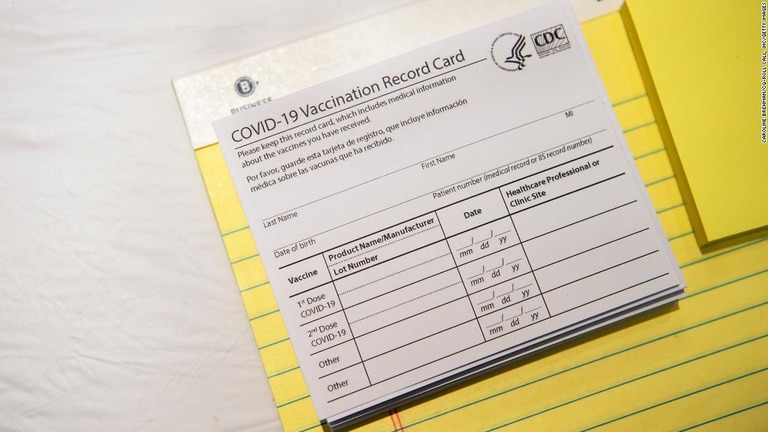 B
BUSINESS
COVID-19 Vaccination Record Card
CDC
Please keep this record card, which includes medical information
about the vaccines you have received.
Por favor, guarde esta tarjeta de registro, que incluye información
médica sobre las vacunas que ha recibido.
Last Name
First Name
MI
Date of birth
Patient number (medical record or IIS record number)
Vaccine
Product Name/Manufacturer
Lot Number
Date
Healthcare Professional or
Clinic Site
1st Dose
COVID-19
mm dd yy
2nd Dose
COVID-19
mm dd yy
Other
mm dd yy
Other
mm dd yy
CAROLINE BREHMAN/CQ-ROLL CALL, INC/GETTY IMAGES